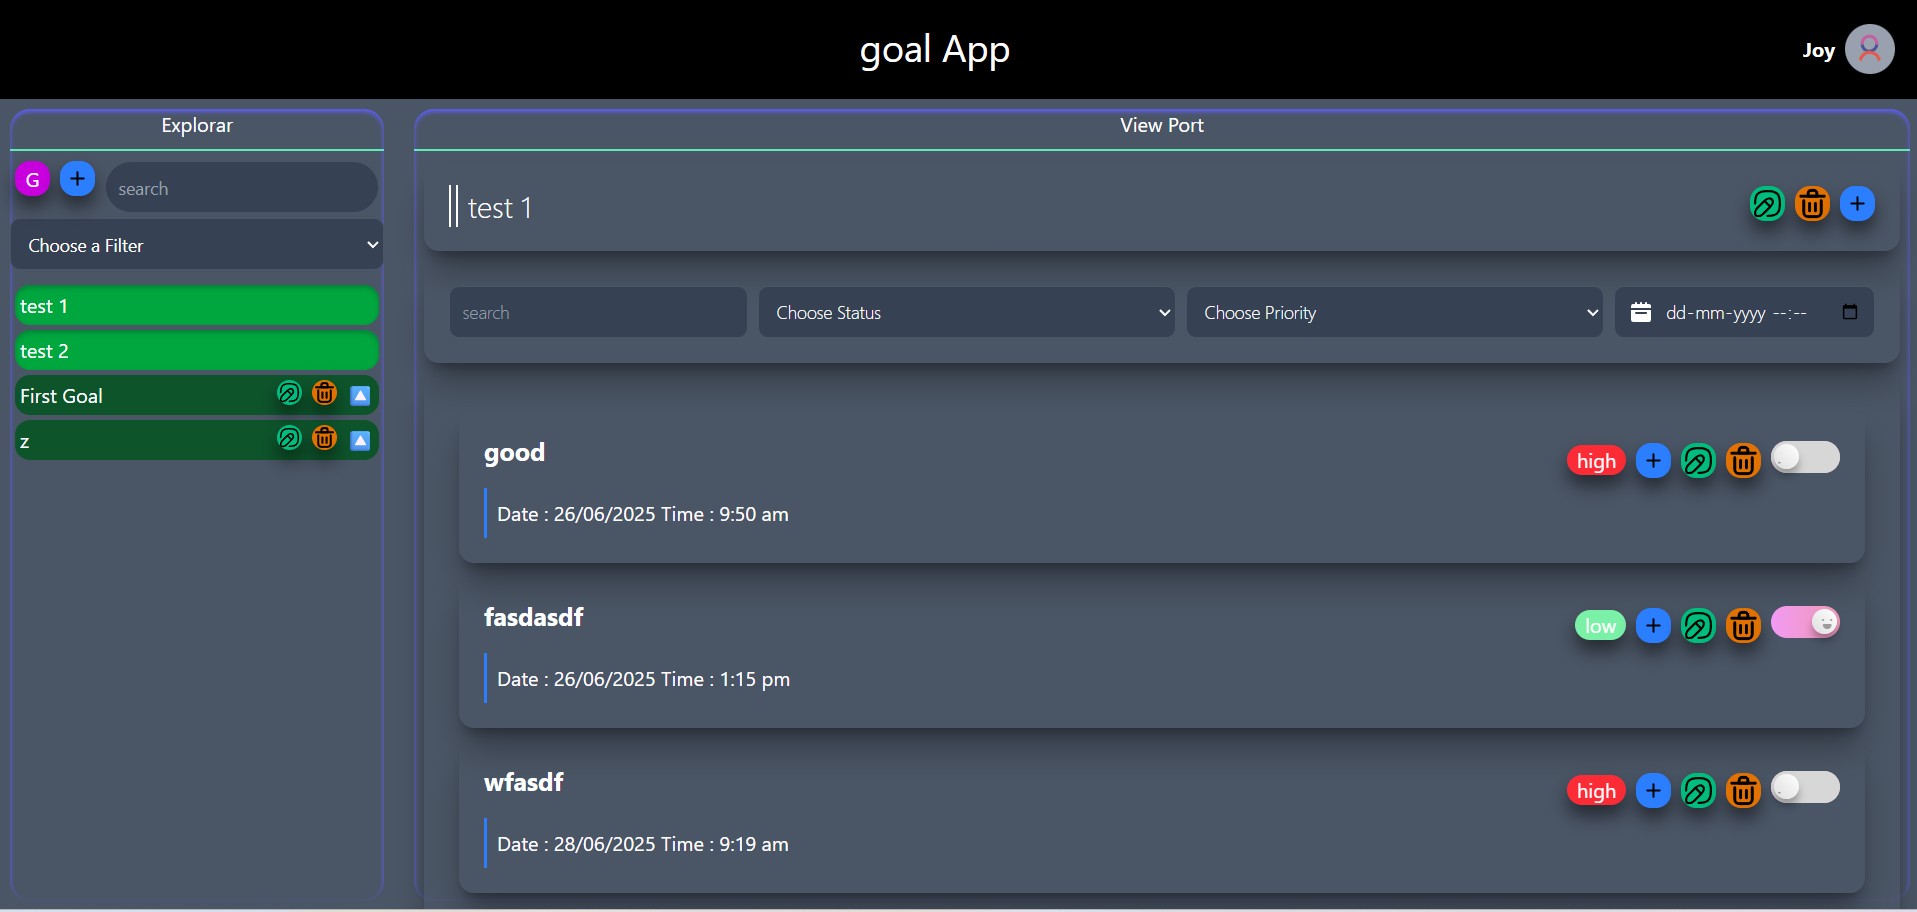 goal App
Joy
Explorar
G
search
Choose a Filter
test 1
test 2
First Goal
z
View Port
test 1
search
Choose Status
Choose Priority
dd-mm-yyyy --:--
good
high
Date : 26/06/2025 Time : 9:50 am
fasdasdf
low
Date : 26/06/2025 Time : 1:15 pm
wfasdf
high
Date : 28/06/2025 Time : 9:19 am